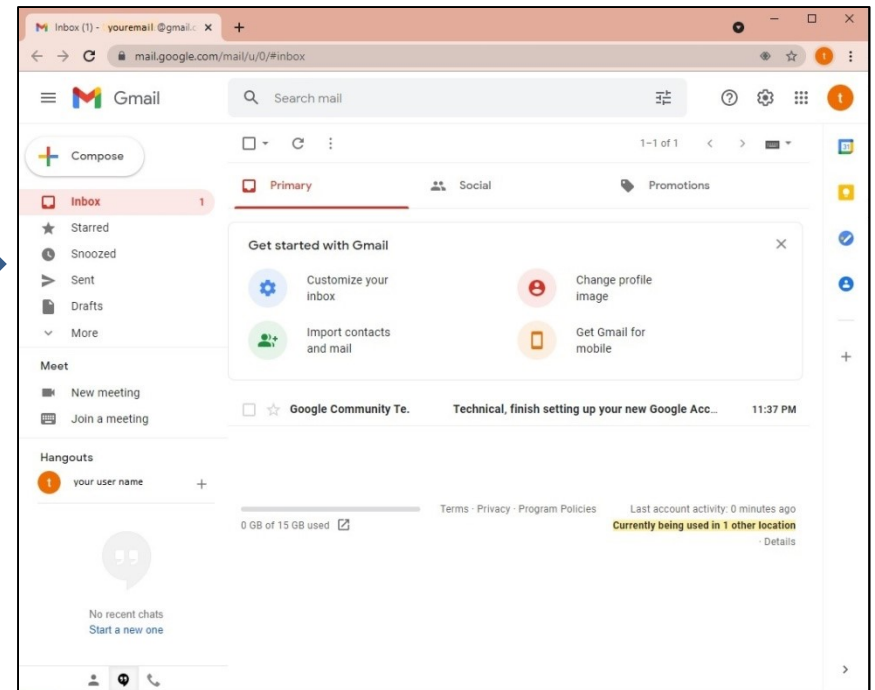 Inbox (1) - youremail @gmail.c
mail.google.com/mail/u/0/#inbox
t
Gmail
Search mail
t
Compose
1–1 of 1
31
Primary
Social
Promotions
Inbox 1
Starred
Snoozed
Sent
Drafts
More
Get started with Gmail
Customize your
inbox
Change profile
image
Import contacts
and mail
Get Gmail for
mobile
Meet
New meeting
Join a meeting
Google Community Te. Technical, finish setting up your new Google Acc... 11:37 PM
Hangouts
t your user name
0 GB of 15 GB used
Terms · Privacy · Program Policies
Last account activity: 0 minutes ago
Currently being used in 1 other location
· Details
No recent chats
Start a new one